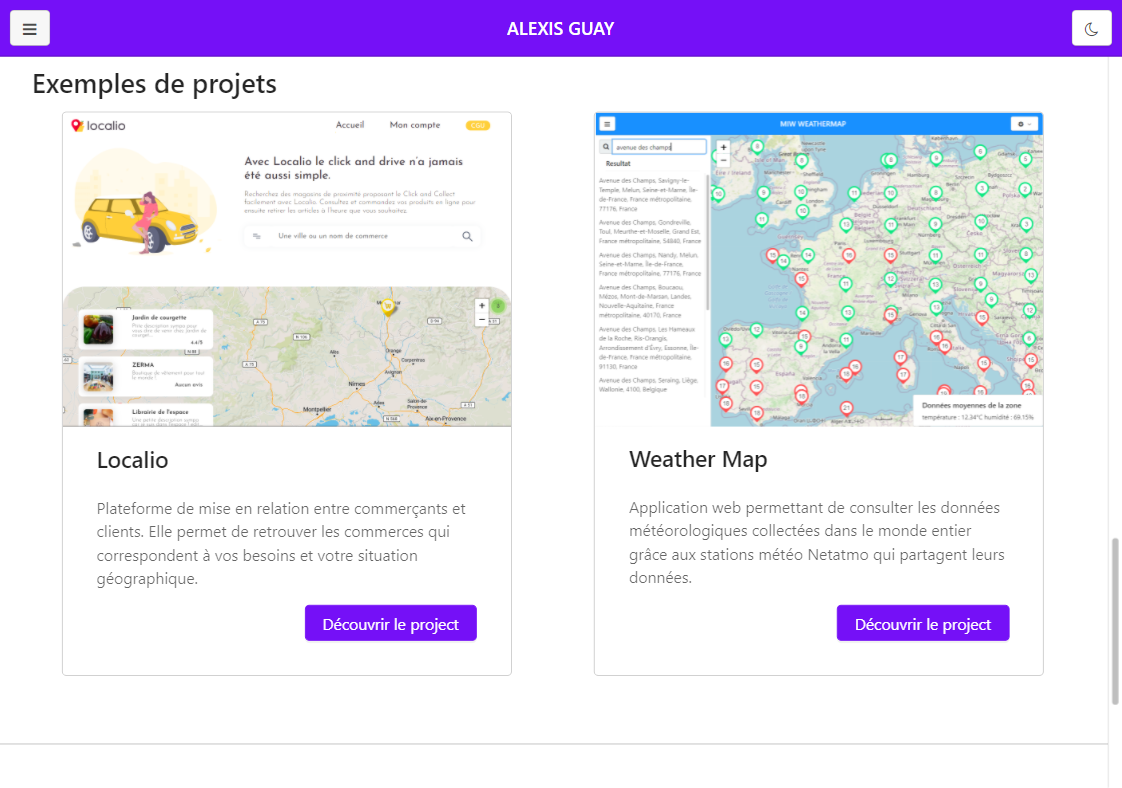 ALEXIS GUAY
Exemples de projets
localio
Accueil
Mon compte
Avec Localio le click and drive n'a jamais
été aussi simple.
Recherchez des magasins de proximité proposant le Click and Collect
facilement avec Localio. Consultez et commandez vos produits en ligne pour
ensuite retirer les articles à l'heure que vous souhaitez.
Une ville ou un nom de commerce
Jardin de courgette
ZERMA
Aucun avis
Librairie de l'espace
Nîmes
Avignon
Orange
Arles
Montpellier
Aix-en-Provence
MIW WEATHERMAP
avenue des champs
Resultat
Avenue des Champs, Savigny-le-
Temple, Melun, Seine-et-Marne, Île-
de-France, France métropolitaine,
77176, France
Avenue des Champs, Gondreville,
Toul, Meurthe-et-Moselle, Grand Est,
France métropolitaine, 54840, France
Avenue des Champs, Nandy, Melun,
Seine-et-Marne, Île-de-France,
France métropolitaine, 77176, France
Avenue des Champs, Boucaou,
Mézos, Mont-de-Marsan, Landes,
Nouvelle-Aquitaine, France
métropolitaine, 40170, France
Avenue des Champs, Les Hameaux
de la Roche, Ris-Orangis,
Arrondissement d'Évry, Essonne, Île-
de-France, France métropolitaine,
91130, France
Avenue des Champs, Seraing, Liège,
Wallonie, 4100, Belgique
Données moyennes de la zone
température : 12.34°C humidité : 69.15%
Localio
Plateforme de mise en relation entre commerçants et
clients. Elle permet de retrouver les commerces qui
correspondent à vos besoins et votre situation
géographique.
Découvrir le project
Weather Map
Application web permettant de consulter les données
météorologiques collectées dans le monde entier
grâce aux stations météo Netatmo qui partagent leurs
données.
Découvrir le project